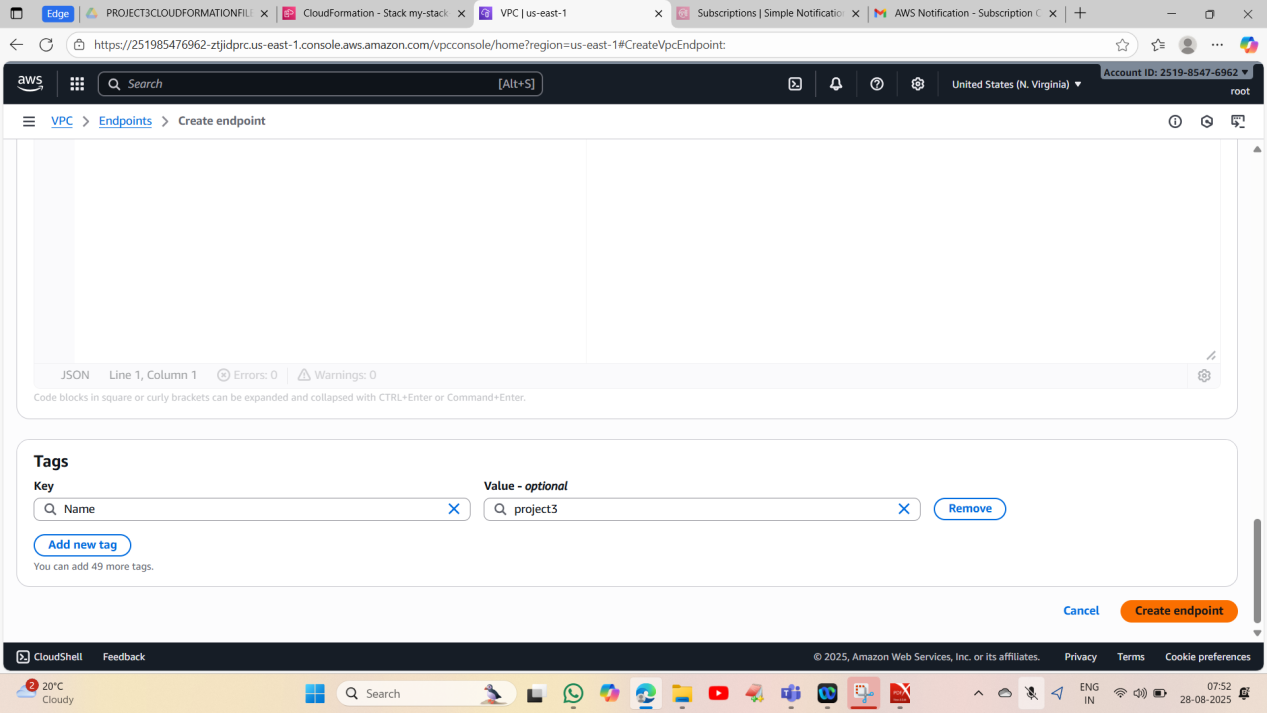 Edge
PROJECT3CLOUDFORMATIONFILE
CloudFormation - Stack my-stack
VPC | us-east-1
Subscriptions | Simple Notification
AWS Notification - Subscription C
https://251985476962-ztjidprc.us-east-1.console.aws.amazon.com/vpcconsole/home?region=us-east-1#CreateVpcEndpoint:
aws
Search
[Alt+S]
United States (N. Virginia)
Account ID: 2519-8547-6962
root
VPC
Endpoints
Create endpoint
JSON Line 1, Column 1 Errors: 0 Warnings: 0
Code blocks in square or curly brackets can be expanded and collapsed with CTRL+Enter or Command+Enter.
Tags
Key
Value - optional
Name
project3
Remove
Add new tag
You can add 49 more tags.
Cancel
Create endpoint
CloudShell
Feedback
© 2025, Amazon Web Services, Inc. or its affiliates.
Privacy
Terms
Cookie preferences
2
20°C
Cloudy
Search
ENG
IN
07:52
28-08-2025